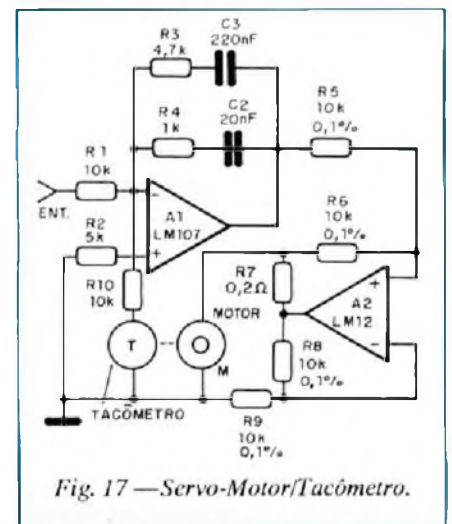 C3
220nF
R3
4,7k
R4
1k
C2
20nF
R5
10k
0,1%
R1
10k
ENT.
R2
5k
A1
LM107
R6
10k
0,1%
R10
10k
R7
0,2Ω
A2
LM12
MOTOR
T
M
R8
10k
0,1%
TACÔMETRO
R9
10k
0,1%
Fig. 17 — Servo-Motor/Tacômetro.